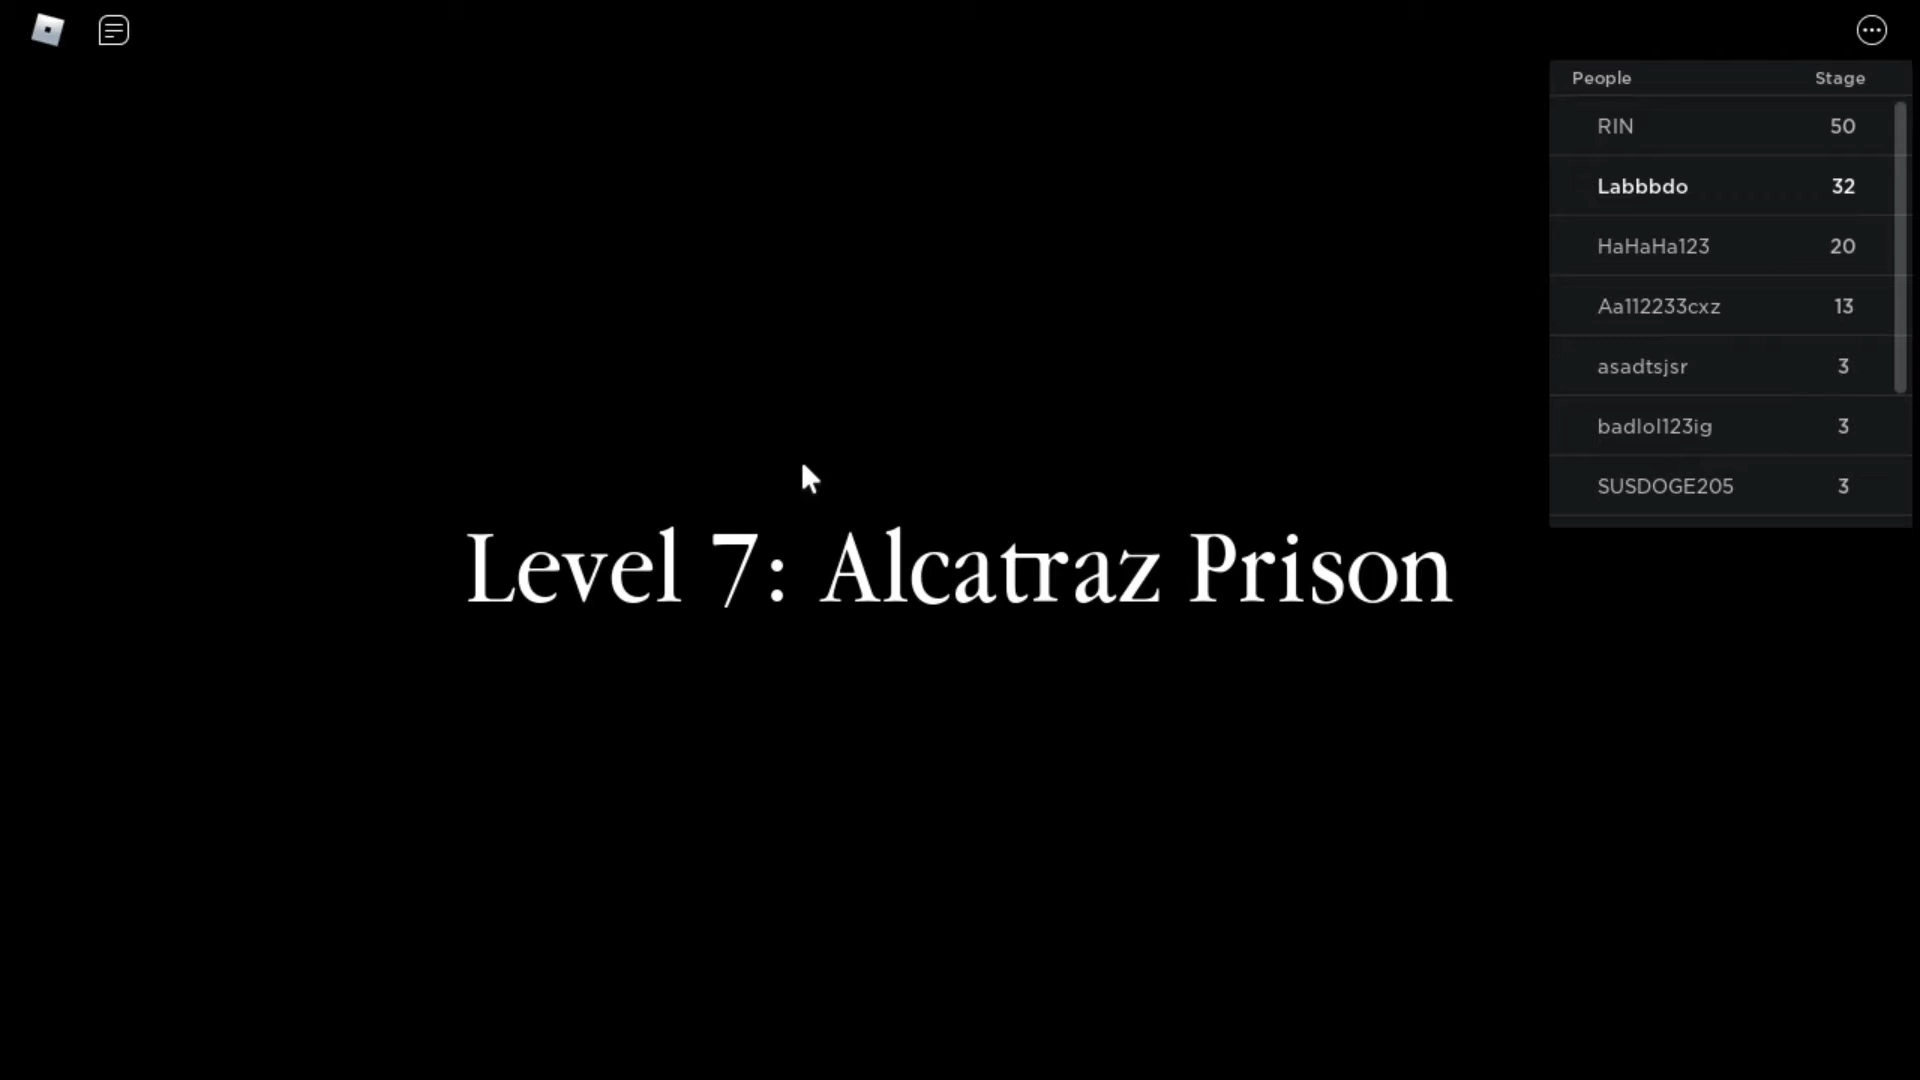 People Stage
RIN 50
Labbbdo 32
HaHaHa123 20
Aa112233cxz 13
asadtsjsr 3
badlol123ig 3
SUSDOGE205 3
Level 7: Alcatraz Prison